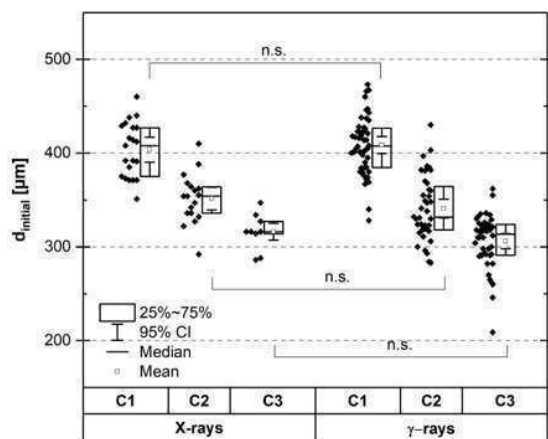 n.s.
500
400
300
200
d initial [µm]
n.s.
n.s.
25%~75%
95% CI
Median
Mean
C1 C2 C3 C1 C2 C3
X-rays γ-rays